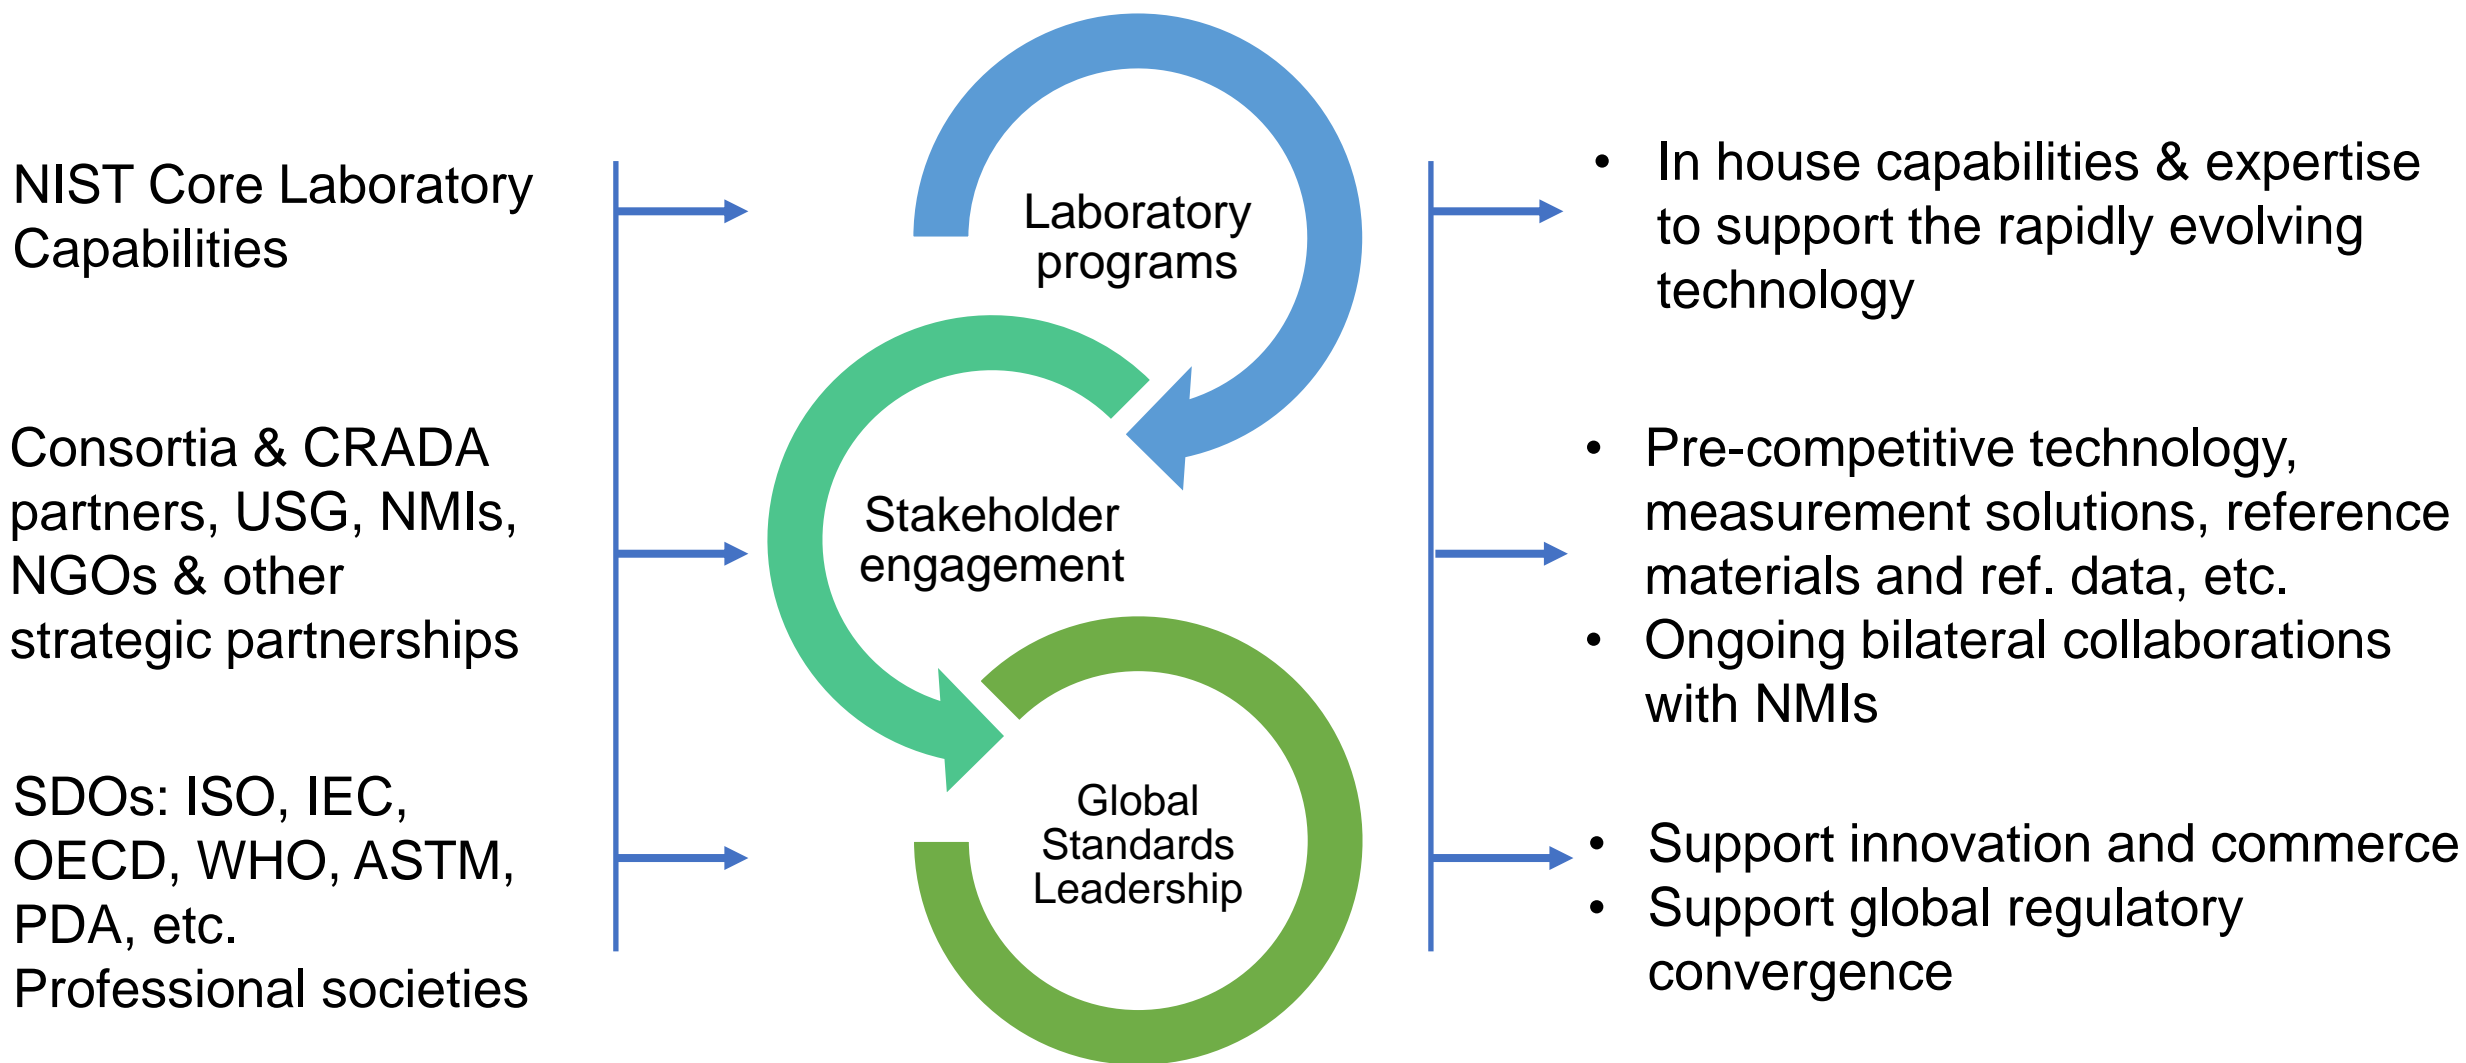 NIST Core Laboratory
Capabilities
Consortia & CRADA
partners, USG, NMIs,
NGOs & other
strategic partnerships
SDOs: ISO, IEC,
OECD, WHO, ASTM,
PDA, etc.
Professional societies
Laboratory
programs
Stakeholder
engagement
Global
Standards
Leadership
• In house capabilities & expertise
to support the rapidly evolving
technology
• Pre-competitive technology,
measurement solutions, reference
materials and ref. data, etc.
• Ongoing bilateral collaborations
with NMIs
• Support innovation and commerce
• Support global regulatory
convergence